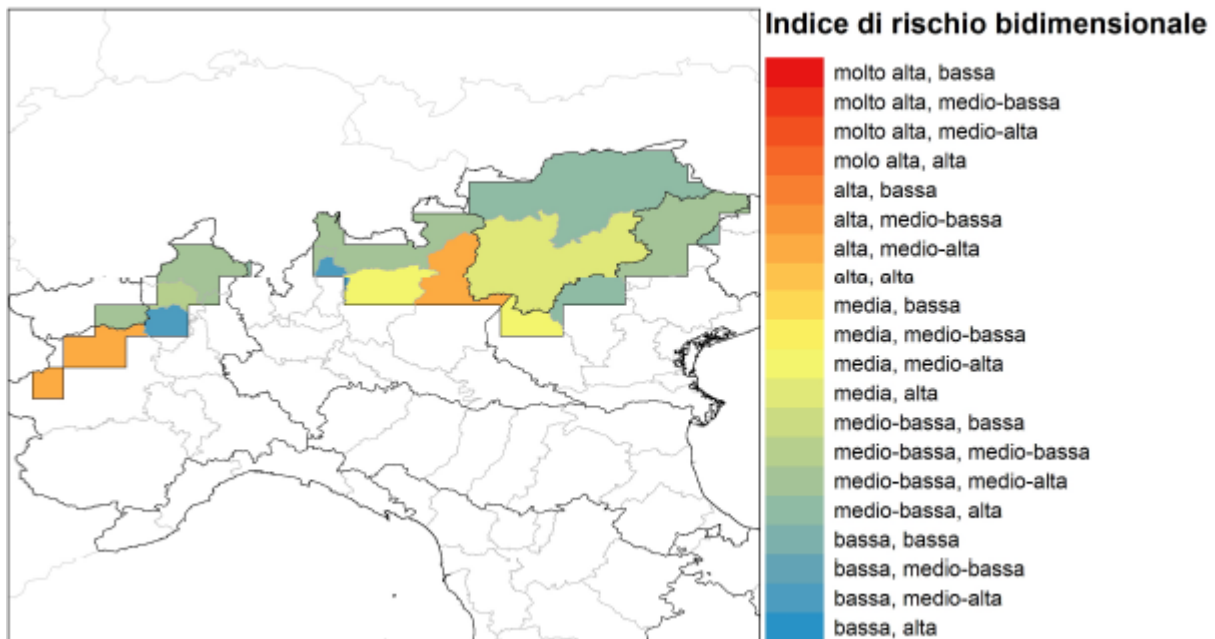 Indice di rischio bidimensionale
molto alta, bassa
molto alta, medio-bassa
molto alta, medio-alta
molo alta, alta
alta, bassa
alta, medio-bassa
alta, medio-alta
alta, alta
media, bassa
media, medio-bassa
media, medio-alta
media, alta
medio-bassa, bassa
medio-bassa, medio-bassa
medio-bassa, medio-alta
medio-bassa, alta
bassa, bassa
bassa, medio-bassa
bassa, medio-alta
bassa, alta